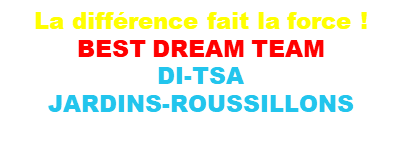 La différence fait la force !
BEST DREAM TEAM
DI-TSA
JARDINS-ROUSSILLONS